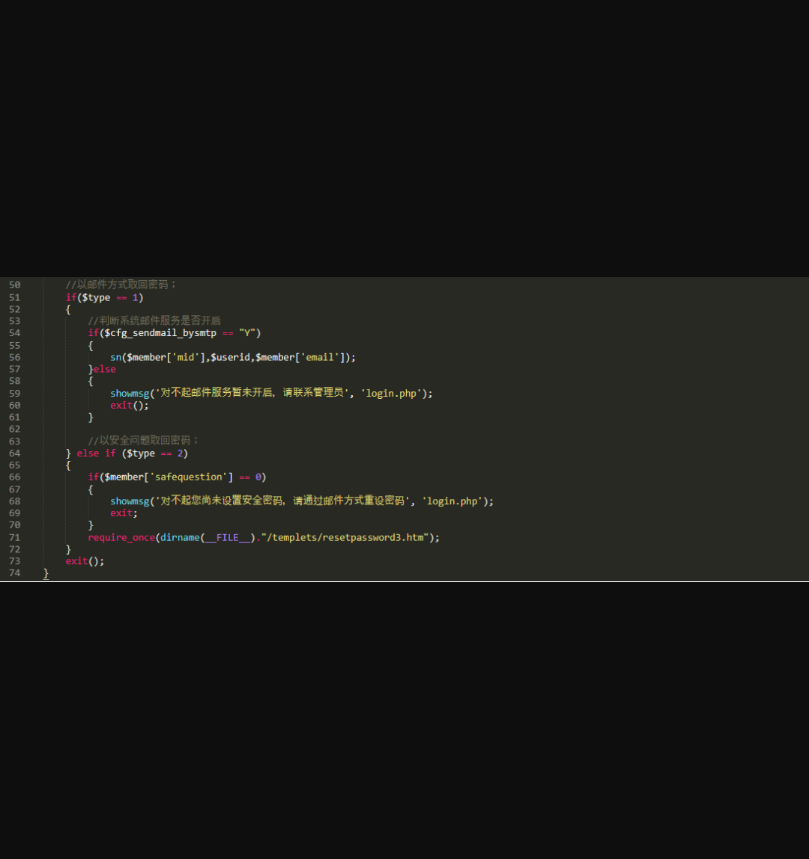 50 //以邮件方式取回密码；
51 if($type == 1)
52 {
53 //判断系统邮件服务是否开启
54 if($cfg_sendmail_bysmtp == "Y")
55 {
56 sn($member['mid'],$userid,$member['email']);
57 }else
58 {
59 showmsg('对不起邮件服务暂未开启，请联系管理员', 'login.php');
60 exit();
61 }
62
63 //以安全问题取回密码；
64 } else if ($type == 2)
65 {
66 if($member['safequestion'] == 0)
67 {
68 showmsg('对不起您尚未设置安全密码，请通过邮件方式重设密码', 'login.php');
69 exit;
70 }
71 require_once(dirname(__FILE__)."/templets/resetpassword3.htm");
72 }
73 exit();
74 }